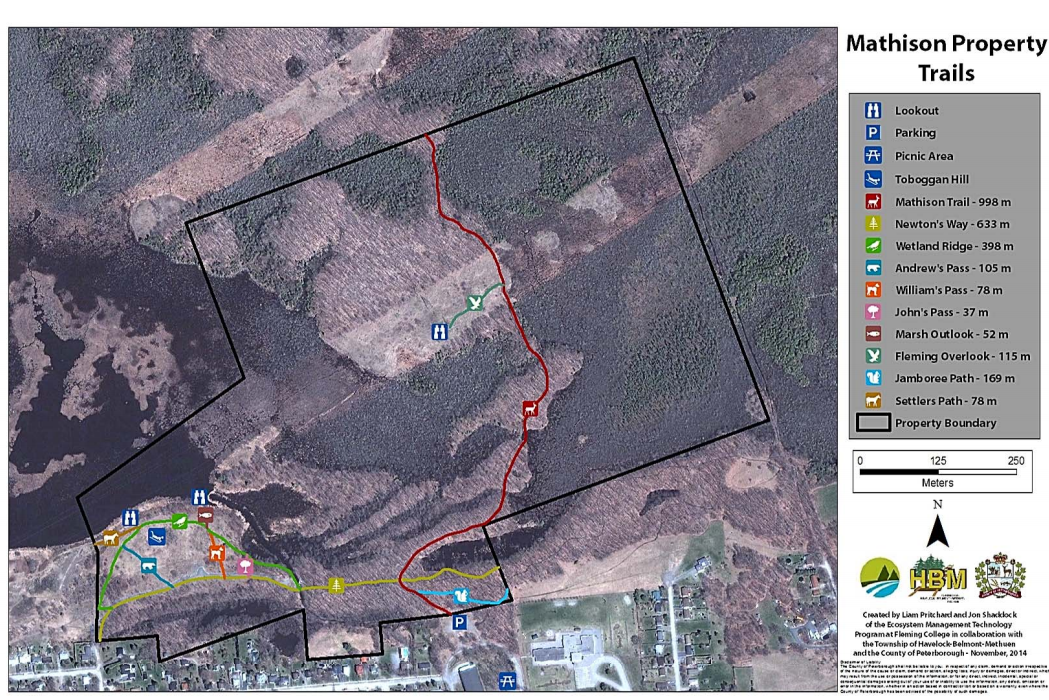 Mathison Property
Trails
Lookout
P Parking
Picnic Area
Toboggan Hill
Mathison Trail - 998 m
Newton's Way - 633 m
Wetland Ridge - 398 m
Andrew's Pass - 105 m
William's Pass - 78 m
John's Pass - 37 m
Marsh Outlook - 52 m
Fleming Overlook - 115 m
Jamboree Path - 169 m
Settlers Path - 78 m
Property Boundary
0 125 250
Meters
N
HBM
Created by Liam Pritchard and Jon Shaddock
of the Ecosystem Management Technology
Program at Fleming College in collaboration with
the Township of Havelock-Belmont-Methuen
and the County of Peterborough - November, 2014
Disclaimer of Liability
P